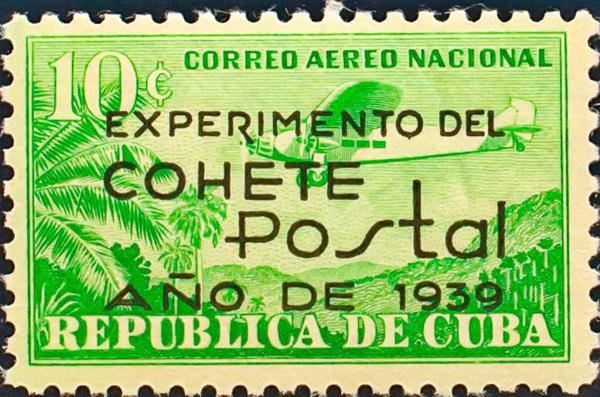 10¢ CORREO AEREO NACIONAL
EXPERIMENTO DEL
COHETE
Postal
AÑO DE 1939
REPUBLICA DE CUBA